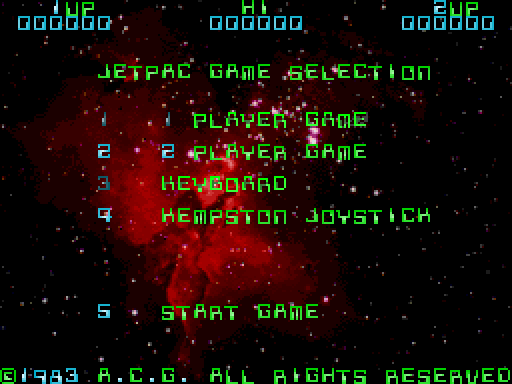 1UP HI 2UP
000000 000000 000000
JETPAC GAME SELECTION
1 1 PLAYER GAME
2 2 PLAYER GAME
3 KEYBOARD
4 KEMPSTON JOYSTICK
5 START GAME
©1983 A.C.G. ALL RIGHTS RESERVED